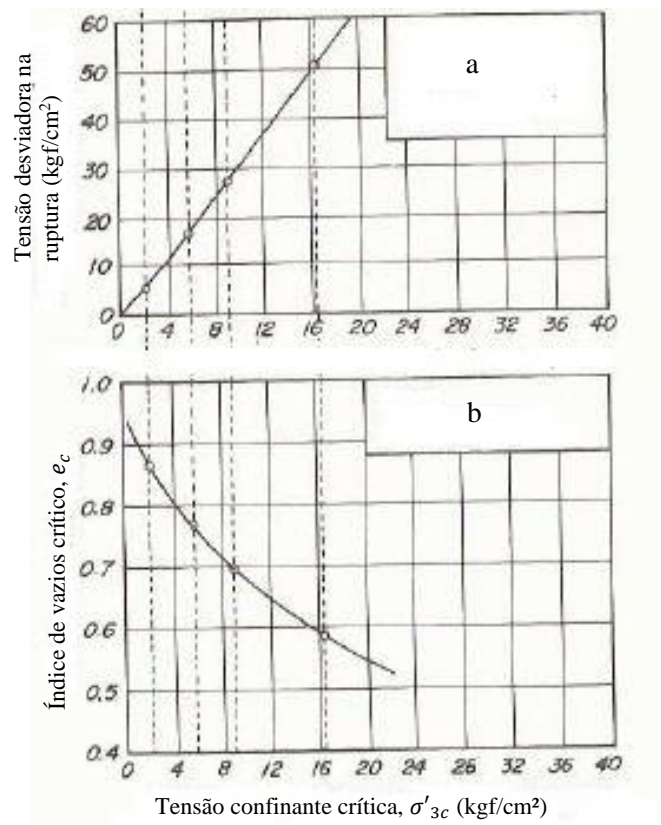 Tensão desviadora na
ruptura (kgf/cm²)
60
50
40
30
20
10
0
a
0 4 8 12 16 20 24 28 32 36 40
Índice de vazios crítico, e_c
1.0
0.9
0.8
0.7
0.6
0.5
0.4
b
0 4 8 12 16 20 24 28 32 36 40
Tensão confinante crítica, σ'₃c (kgf/cm²)